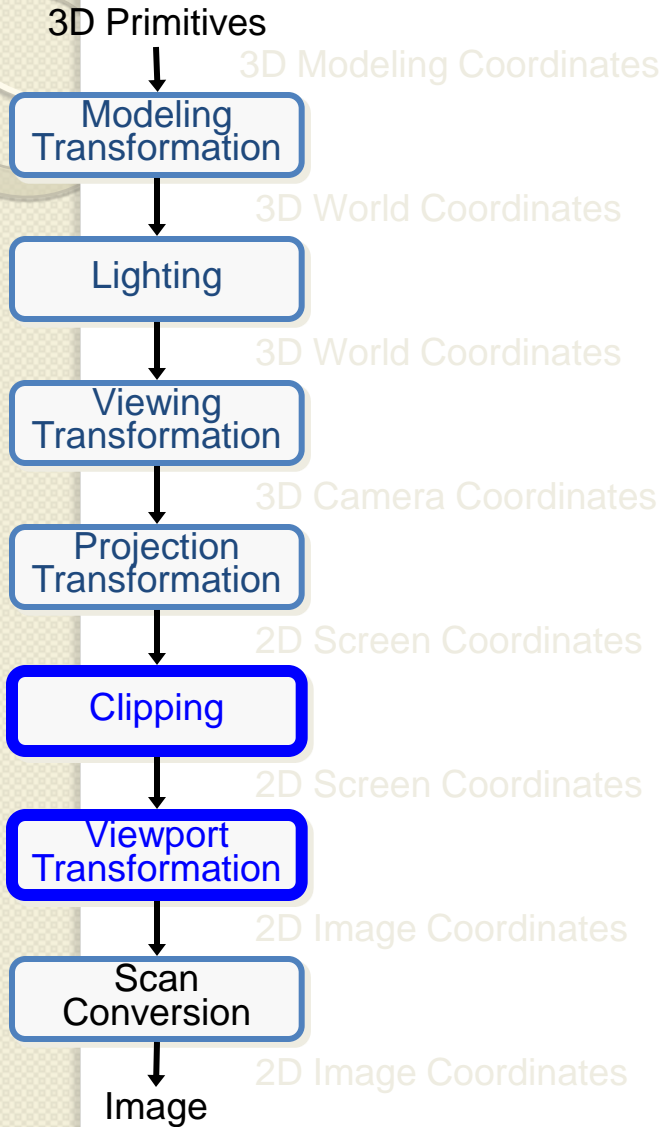 3D Primitives
3D Modeling Coordinates
Modeling
Transformation
3D World Coordinates
Lighting
3D World Coordinates
Viewing
Transformation
3D Camera Coordinates
Projection
Transformation
2D Screen Coordinates
Clipping
2D Screen Coordinates
Viewport
Transformation
2D Image Coordinates
Scan
Conversion
2D Image Coordinates
Image